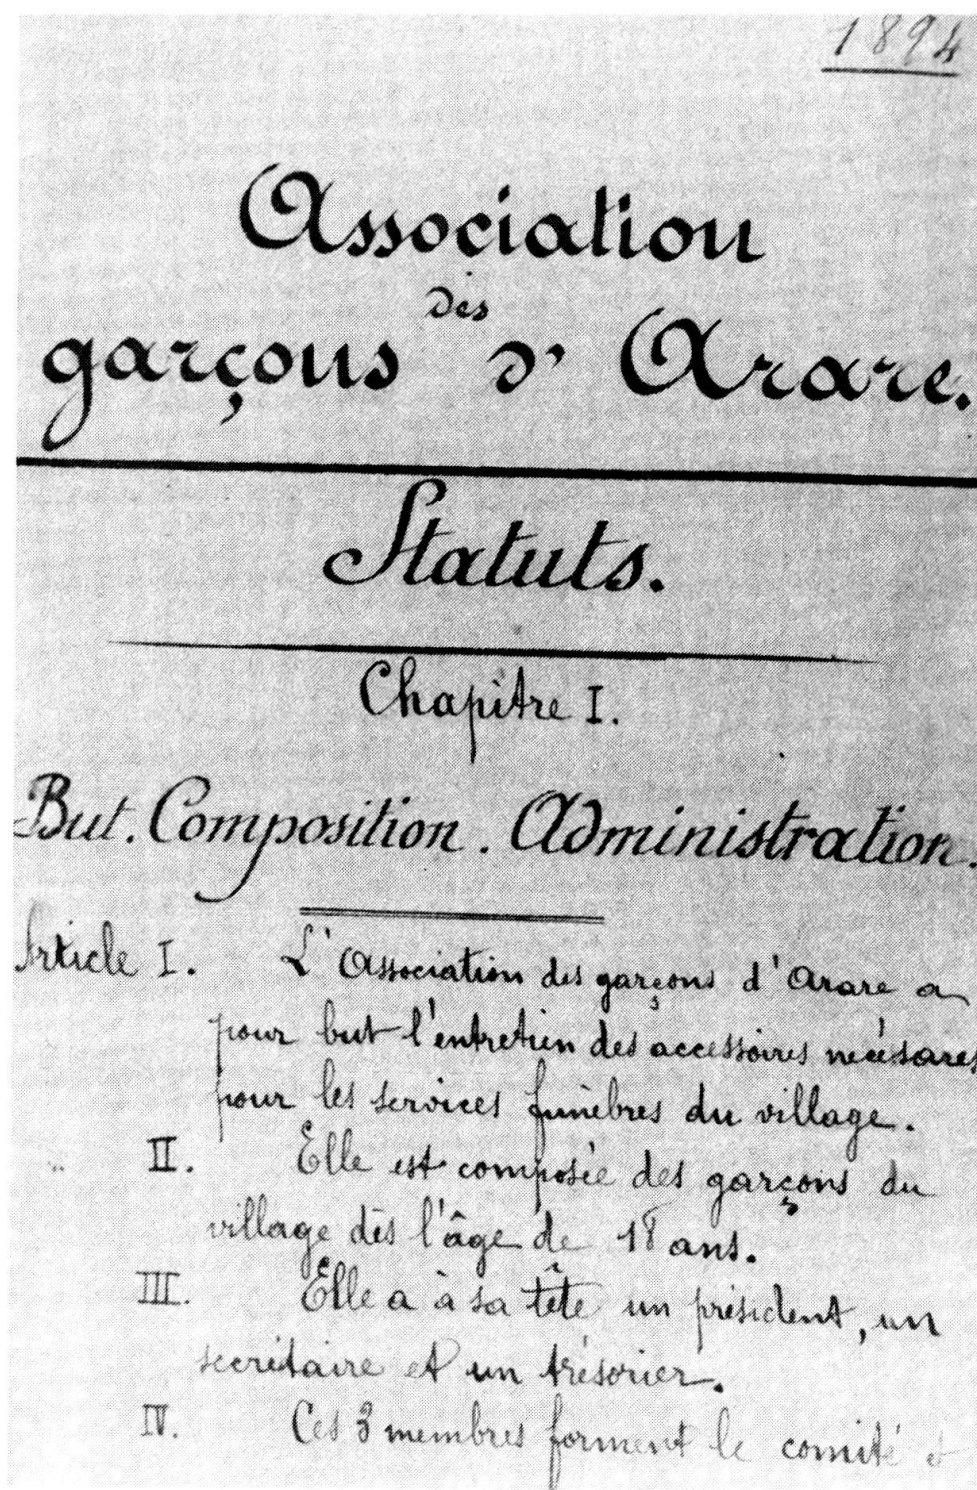 1894
Association
des
garçons d'Arare.
Statuts.
Chapitre I.
But. Composition. Administration.
Article I. L'Association des garçons d'Arare a
pour but l'entretien des accessoires nécéssares
pour les services funèbres du village.
" II. Elle est composée des garçons du
village dès l'âge de 18 ans.
III. Elle a à sa tête un président, un
secrétaire et un trésorier.
IV. Ces 3 membres forment le comité